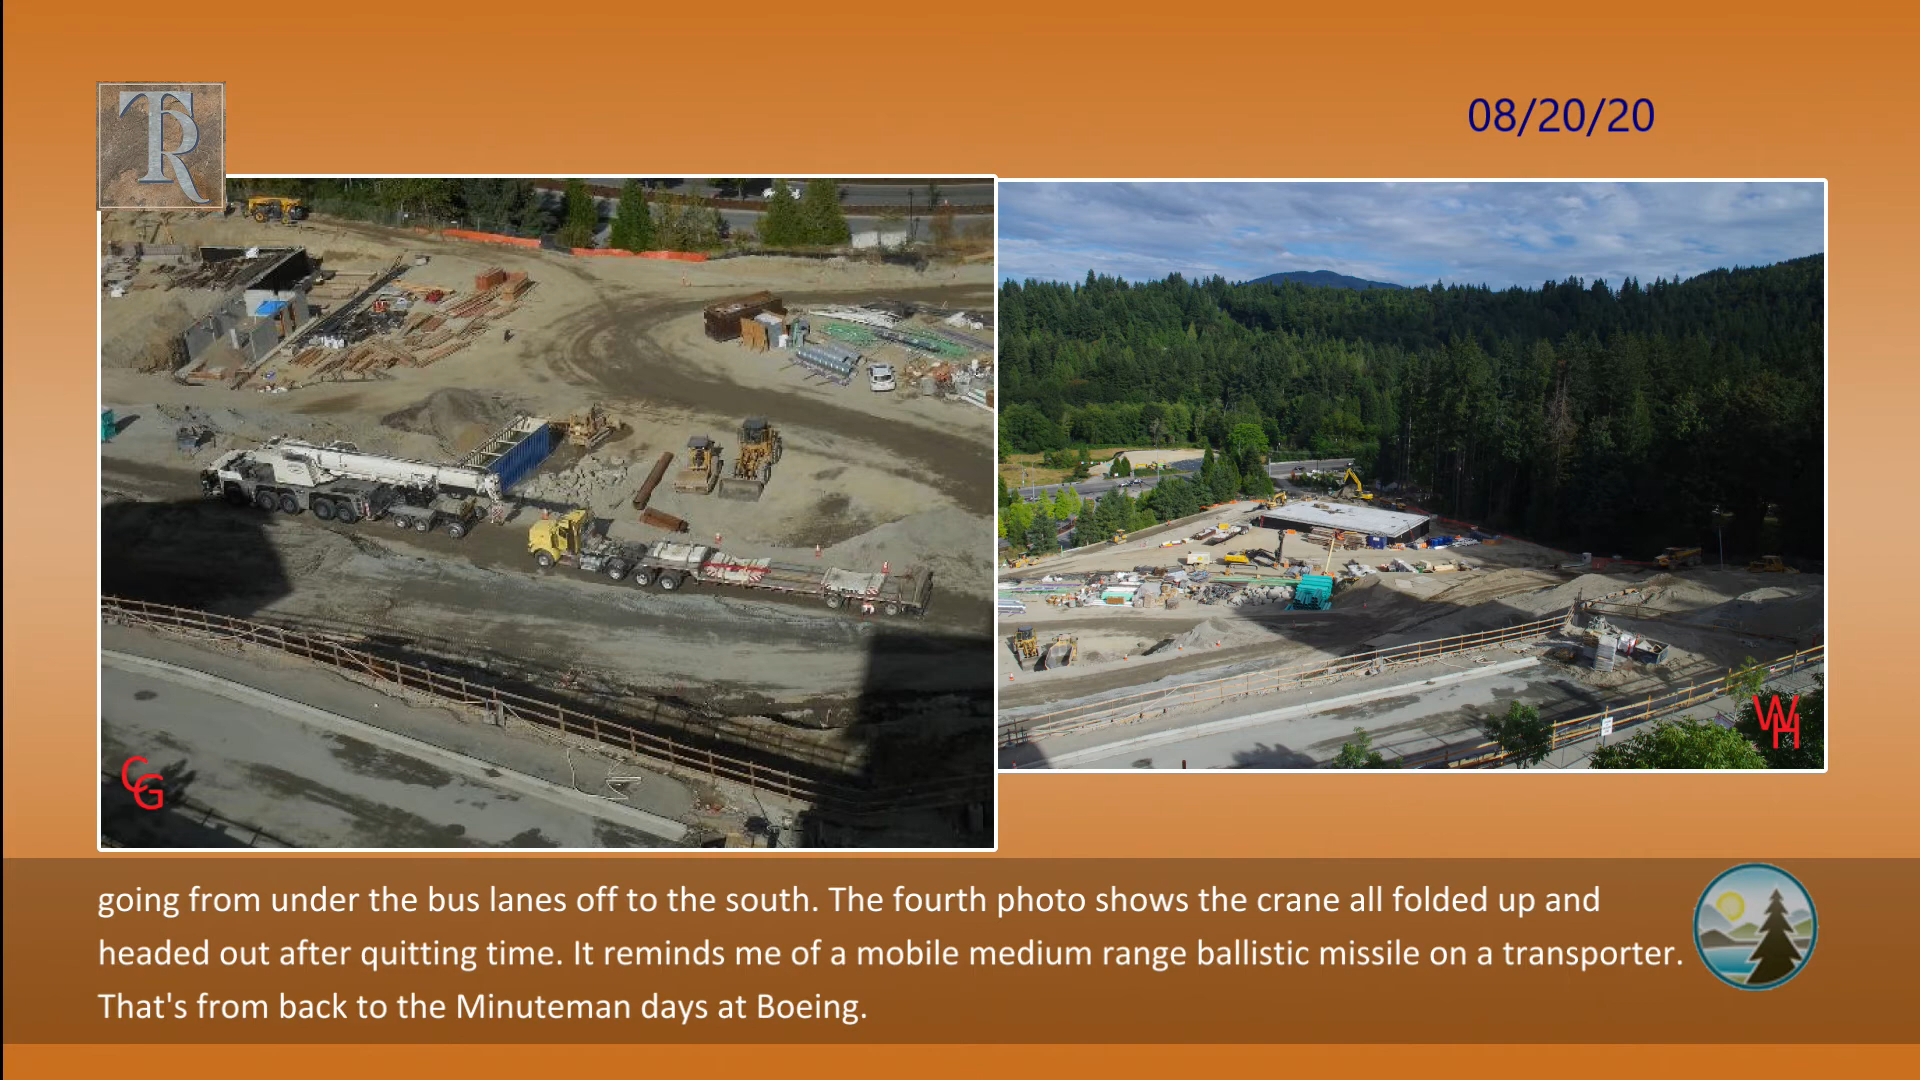 TR
08/20/20
CG
WH
going from under the bus lanes off to the south. The fourth photo shows the crane all folded up and
headed out after quitting time. It reminds me of a mobile medium range ballistic missile on a transporter.
That's from back to the Minuteman days at Boeing.